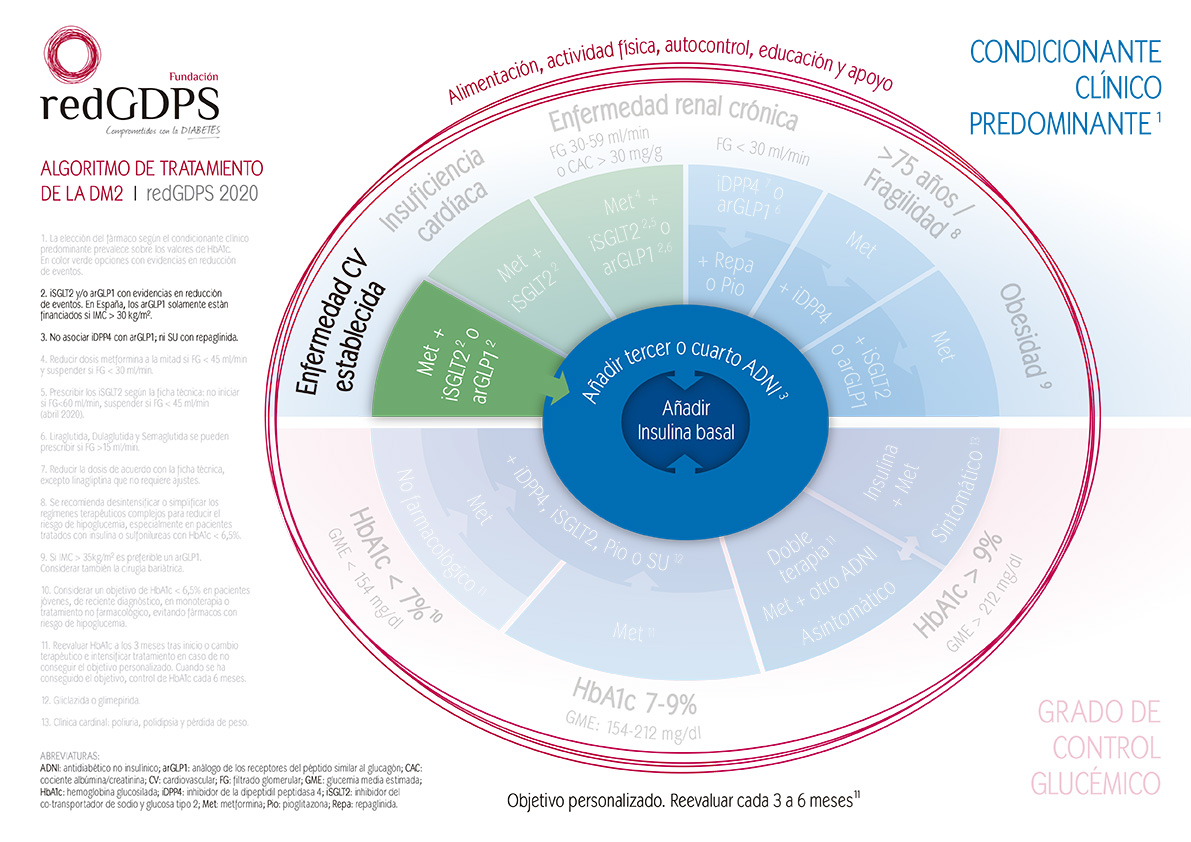 Fundación
redGDPS
Comprometidos con la DIABETES
ALGORITMO DE TRATAMIENTO
DE LA DM2 | redGDPS 2020
1. La elección del fármaco según el condicionante clínico
predominante prevalece sobre los valores de HbA1c.
En color verde opciones con evidencias en reducción
de eventos.
2. iSGLT2 y/o arGLP1 con evidencias en reducción
de eventos. En España, los arGLP1 solamente están
financiados si IMC > 30 kg/m².
3. No asociar iDPP4 con arGLP1; ni SU con repaglinida.
4. Reducir dosis metformina a la mitad si FG < 45 ml/min
y suspender si FG < 30 ml/min.
5. Prescribir los iSGLT2 según la ficha técnica: no iniciar
si FG<60 ml/min, suspender si FG < 45 ml/min
(abril 2020).
6. Liraglutida, Dulaglutida y Semaglutida se pueden
prescribir si FG >15 ml/min.
7. Reducir la dosis de acuerdo con la ficha técnica,
excepto linagliptina que no requiere ajustes.
8. Se recomienda desintensificar o simplificar los
regímenes terapéuticos complejos para reducir el
riesgo de hipoglucemia, especialmente en pacientes
tratados con insulina o sulfonilureas con HbA1c < 6,5%.
9. Si IMC > 35kg/m² es preferible un arGLP1.
Considerar también la cirugía bariátrica.
10. Considerar un objetivo de HbA1c < 6,5% en pacientes
jóvenes, de reciente diagnóstico, en monoterapia o
tratamiento no farmacológico, evitando fármacos con
riesgo de hipoglucemia.
11. Reevaluar HbA1c a los 3 meses tras inicio o cambio
terapéutico e intensificar tratamiento en caso de no
conseguir el objetivo personalizado. Cuando se ha
conseguido el objetivo, control de HbA1c cada 6 meses.
12. Gliclazida o glimepirida.
13. Clínica cardinal: poliuria, polidipsia y pérdida de peso.
ABREVIATURAS:
ADNI: antidiabético no insulínico; arGLP1: análogo de los receptores del péptido similar al glucagón; CAC:
cociente albúmina/creatinina; CV: cardiovascular; FG: filtrado glomerular; GME: glucemia media estimada;
HbA1c: hemoglobina glucosilada; iDPP4: inhibidor de la dipeptidil peptidasa 4; iSGLT2: inhibidor del
co-transportador de sodio y glucosa tipo 2; Met: metformina; Pio: pioglitazona; Repa: repaglinida.
Alimentación, actividad física, autocontrol, educación y apoyo
CONDICIONANTE
CLÍNICO
PREDOMINANTE ¹
Enfermedad CV
establecida
Met +
iSGLT2 ² o
arGLP1 ²
Insuficiencia
cardíaca
Met +
iSGLT2 ²
Enfermedad renal crónica
FG 30-59 ml/min
o CAC > 30 mg/g
Met ⁴ +
iSGLT2 ²,⁵ o
arGLP1 ²,⁶
FG < 30 ml/min
iDPP4 ⁷ o
arGLP1 ⁶
+ Repa
o Pio
>75 años /
Fragilidad ⁸
Met
+ iDPP4
Obesidad ⁹
Met
+ iSGLT2
o arGLP1
Añadir tercer o cuarto ADNI ³
Añadir
Insulina basal
HbA1c < 7% ¹⁰
GME < 154 mg/dl
No farmacológico ¹¹
Met
+ iDPP4, iSGLT2, Pio o SU ¹²
Met ¹¹
HbA1c 7-9%
GME: 154-212 mg/dl
Doble
terapia ¹¹
Met + otro ADNI
Asintomático
Insulina
+ Met
Sintomático ¹³
HbA1c > 9%
GME > 212 mg/dl
GRADO DE
CONTROL
GLUCÉMICO
Objetivo personalizado. Reevaluar cada 3 a 6 meses¹¹